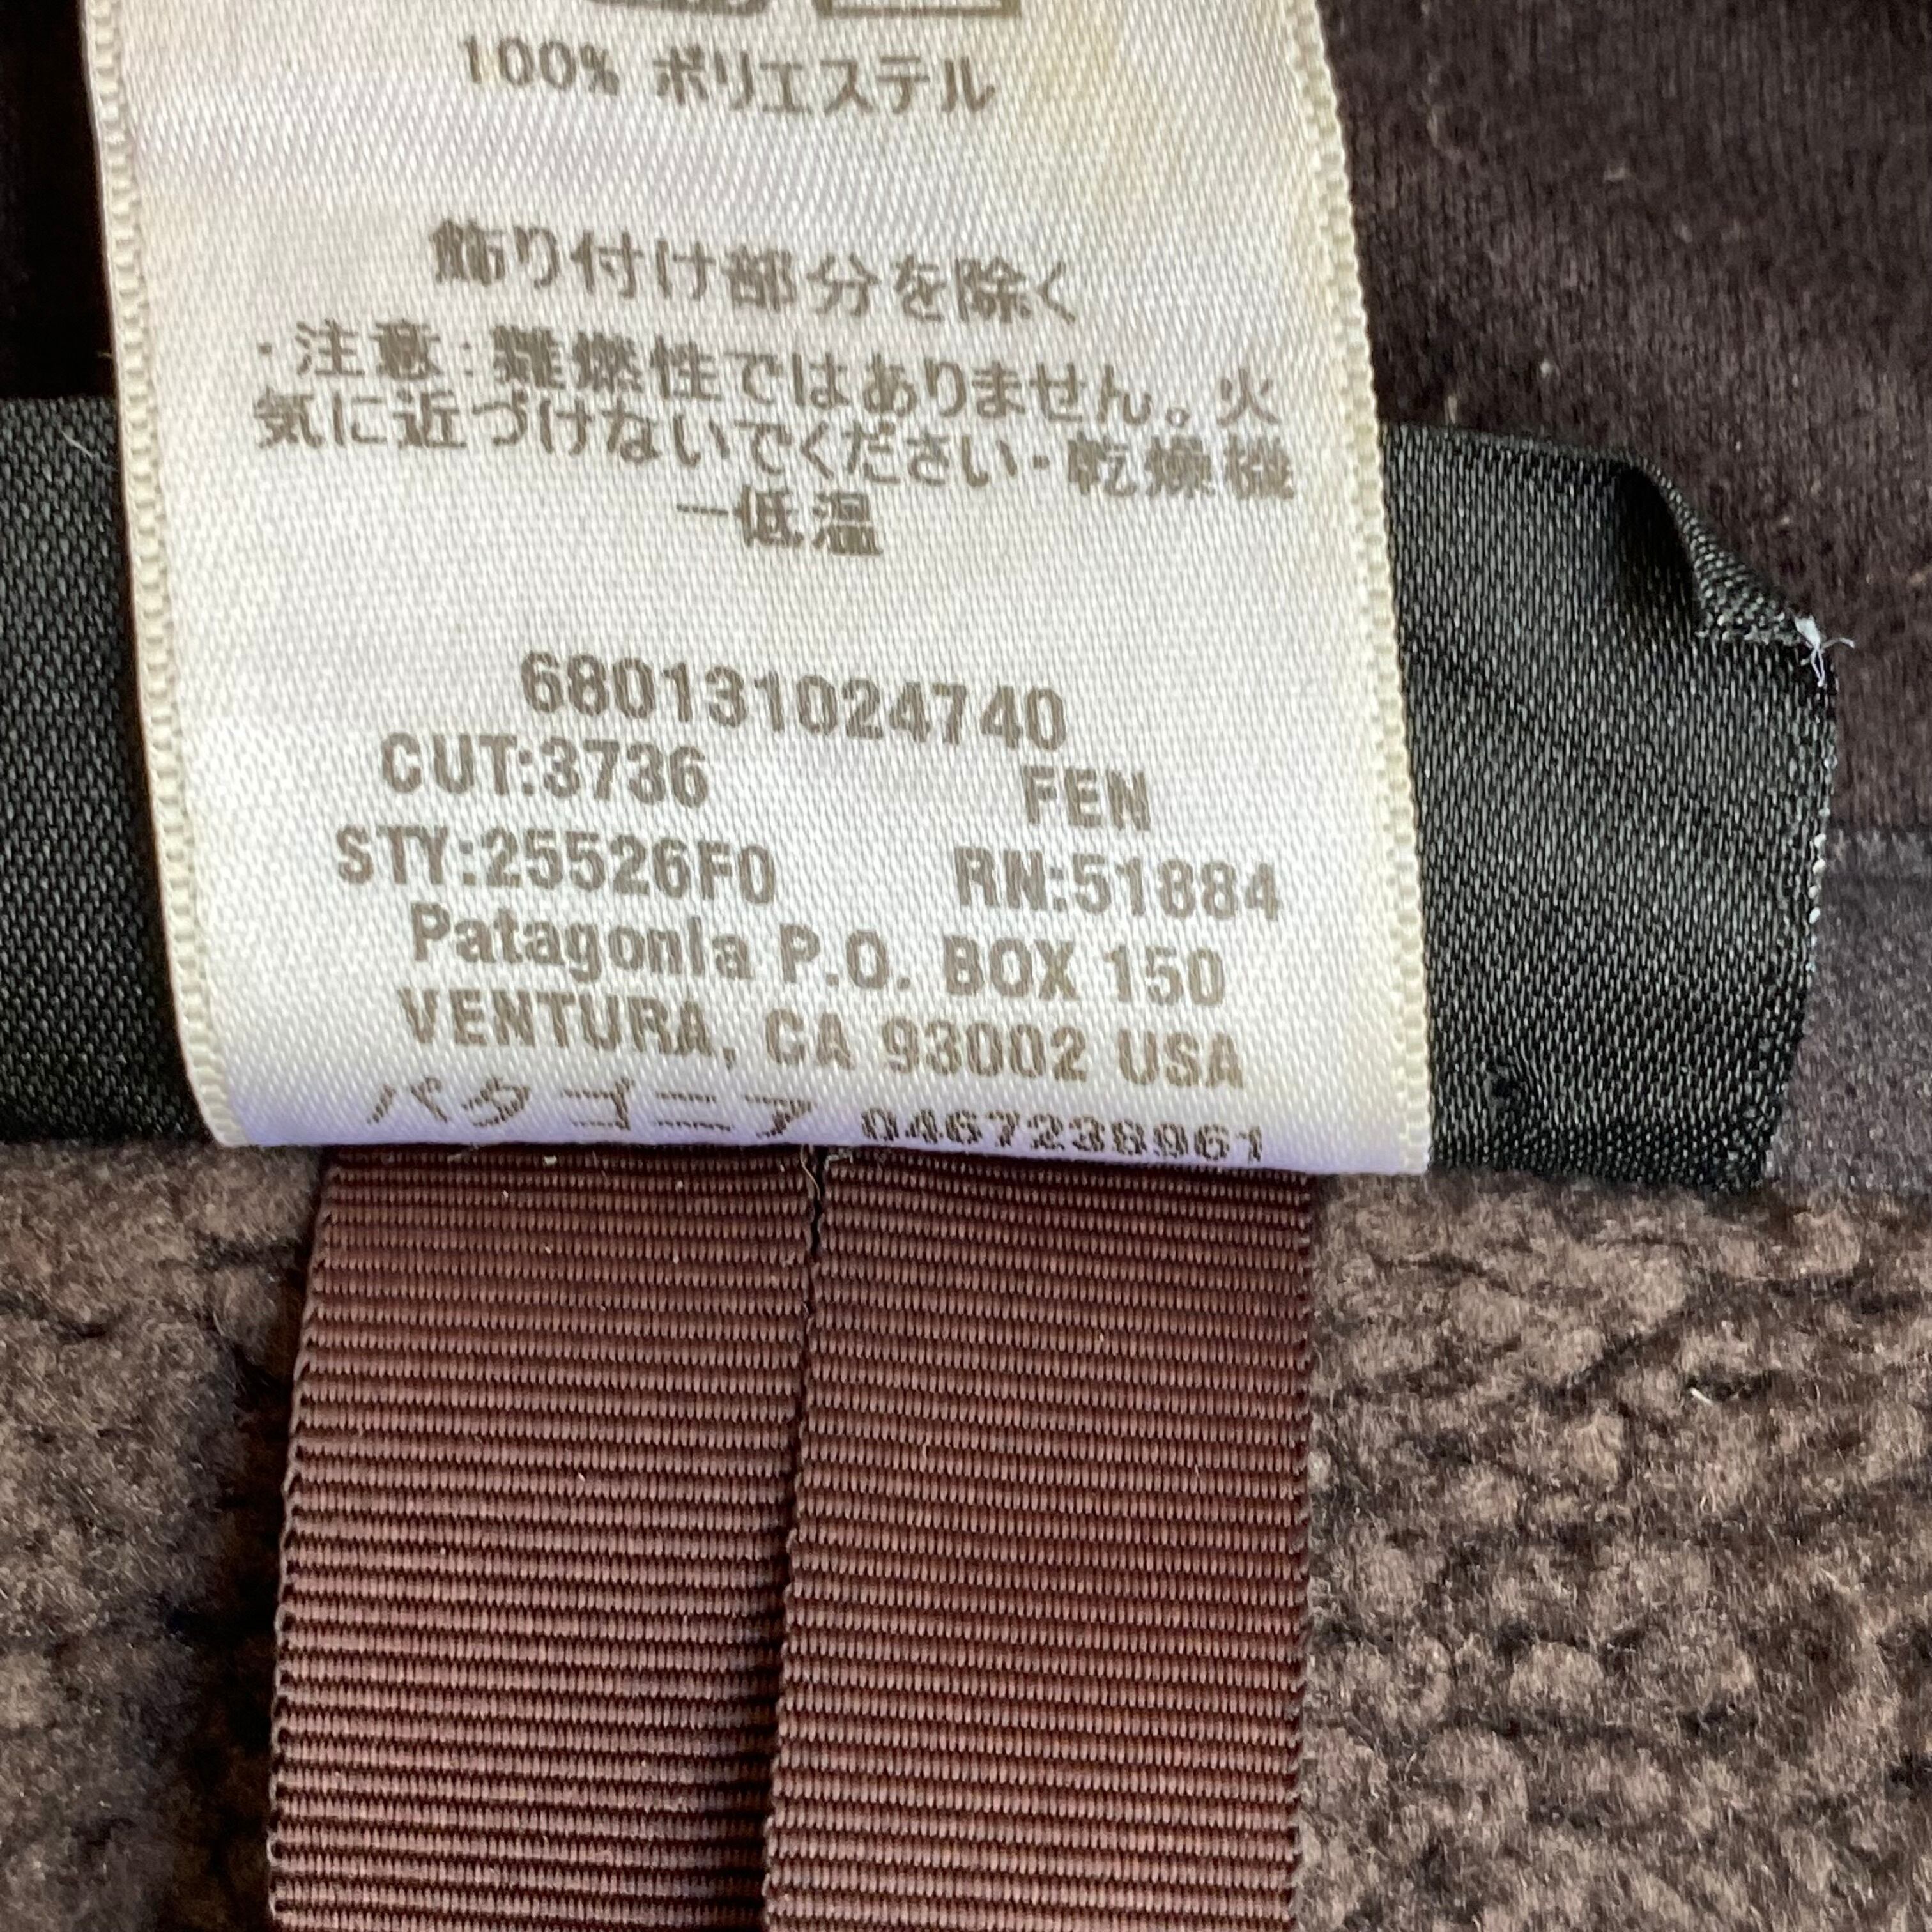 100% ポリエステル
飾り付け部分を除く
・注意:難燃性ではありません。火
気に近づけないでください・乾燥機
ー低温
680131024740
CUT:3736 FEN
STY:25526F0 RN:51884
Patagonia P.O. BOX 150
VENTURA, CA 93002 USA
パタゴニア 0467238961